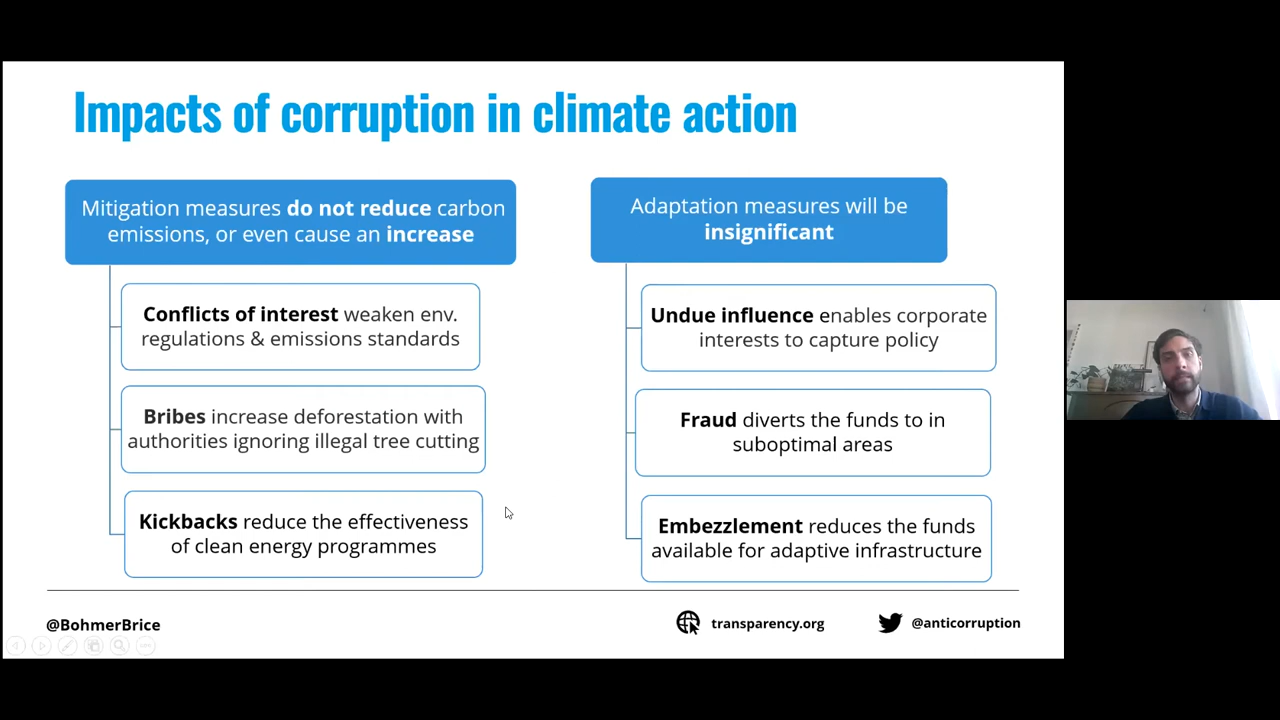 Impacts of corruption in climate action
Mitigation measures do not reduce carbon
emissions, or even cause an increase
Conflicts of interest weaken env.
regulations & emissions standards
Bribes increase deforestation with
authorities ignoring illegal tree cutting
Kickbacks reduce the effectiveness
of clean energy programmes
Adaptation measures will be
insignificant
Undue influence enables corporate
interests to capture policy
Fraud diverts the funds to in
suboptimal areas
Embezzlement reduces the funds
available for adaptive infrastructure
@BohmerBrice
transparency.org
@anticorruption